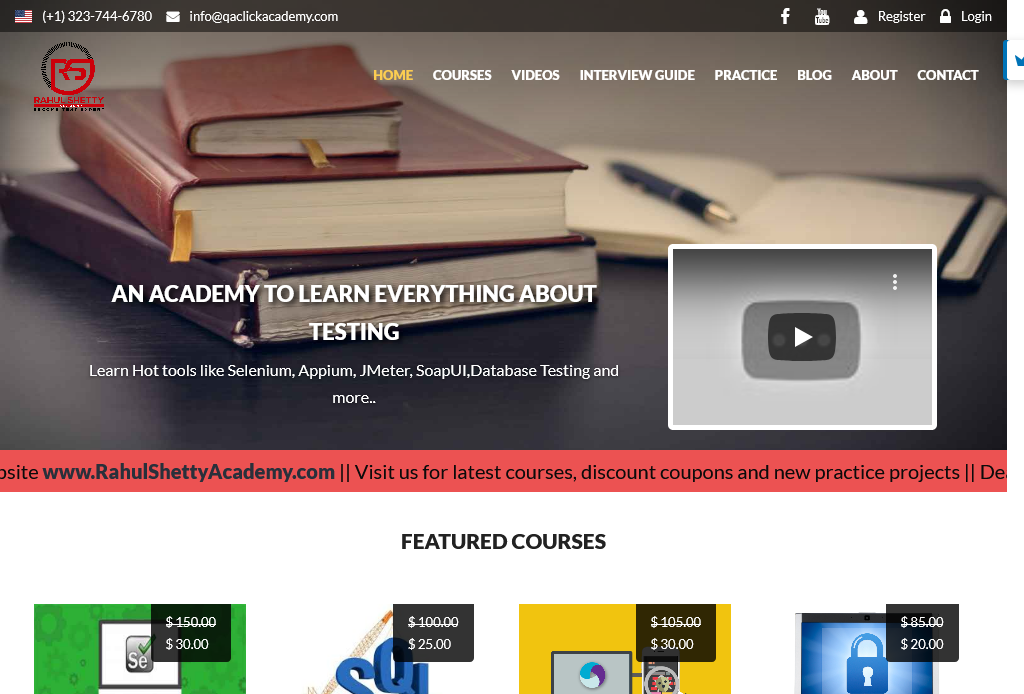 (+1) 323-744-6780 info@qaclickacademy.com Register Login
RS
RAHUL SHETTY
HOME COURSES VIDEOS INTERVIEW GUIDE PRACTICE BLOG ABOUT CONTACT
AN ACADEMY TO LEARN EVERYTHING ABOUT
TESTING
Learn Hot tools like Selenium, Appium, JMeter, SoapUI,Database Testing and
more..
www.RahulShettyAcademy.com || Visit us for latest courses, discount coupons and new practice projects ||
FEATURED COURSES
$ 150.00 $ 100.00 $ 105.00 $ 85.00
$ 30.00 $ 25.00 $ 30.00 $ 20.00
Se SQL